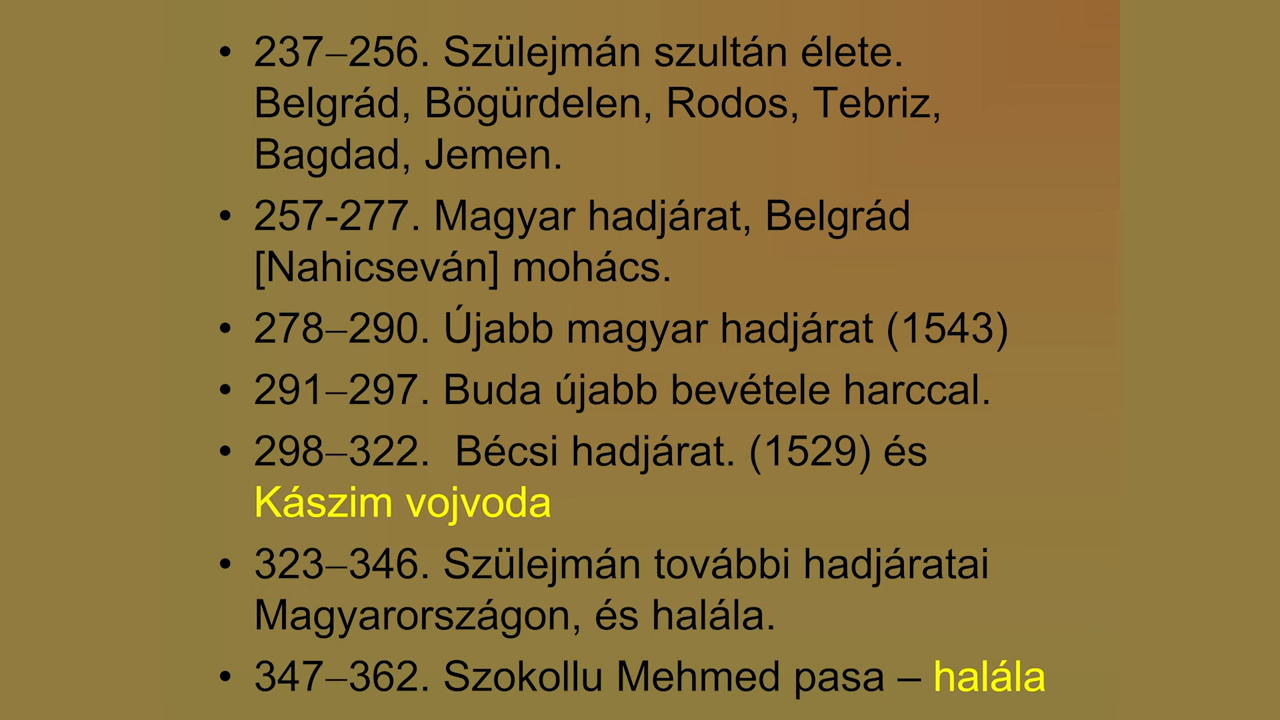 • 237–256. Szülejmán szultán élete.
Belgrád, Bögürdelen, Rodos, Tebriz,
Bagdad, Jemen.
• 257-277. Magyar hadjárat, Belgrád
[Nahicseván] mohács.
• 278–290. Újabb magyar hadjárat (1543)
• 291–297. Buda újabb bevétele harccal.
• 298–322.  Bécsi hadjárat. (1529) és
Kászim vojvoda
• 323–346. Szülejmán további hadjáratai
Magyarországon, és halála.
• 347–362. Szokollu Mehmed pasa – halála